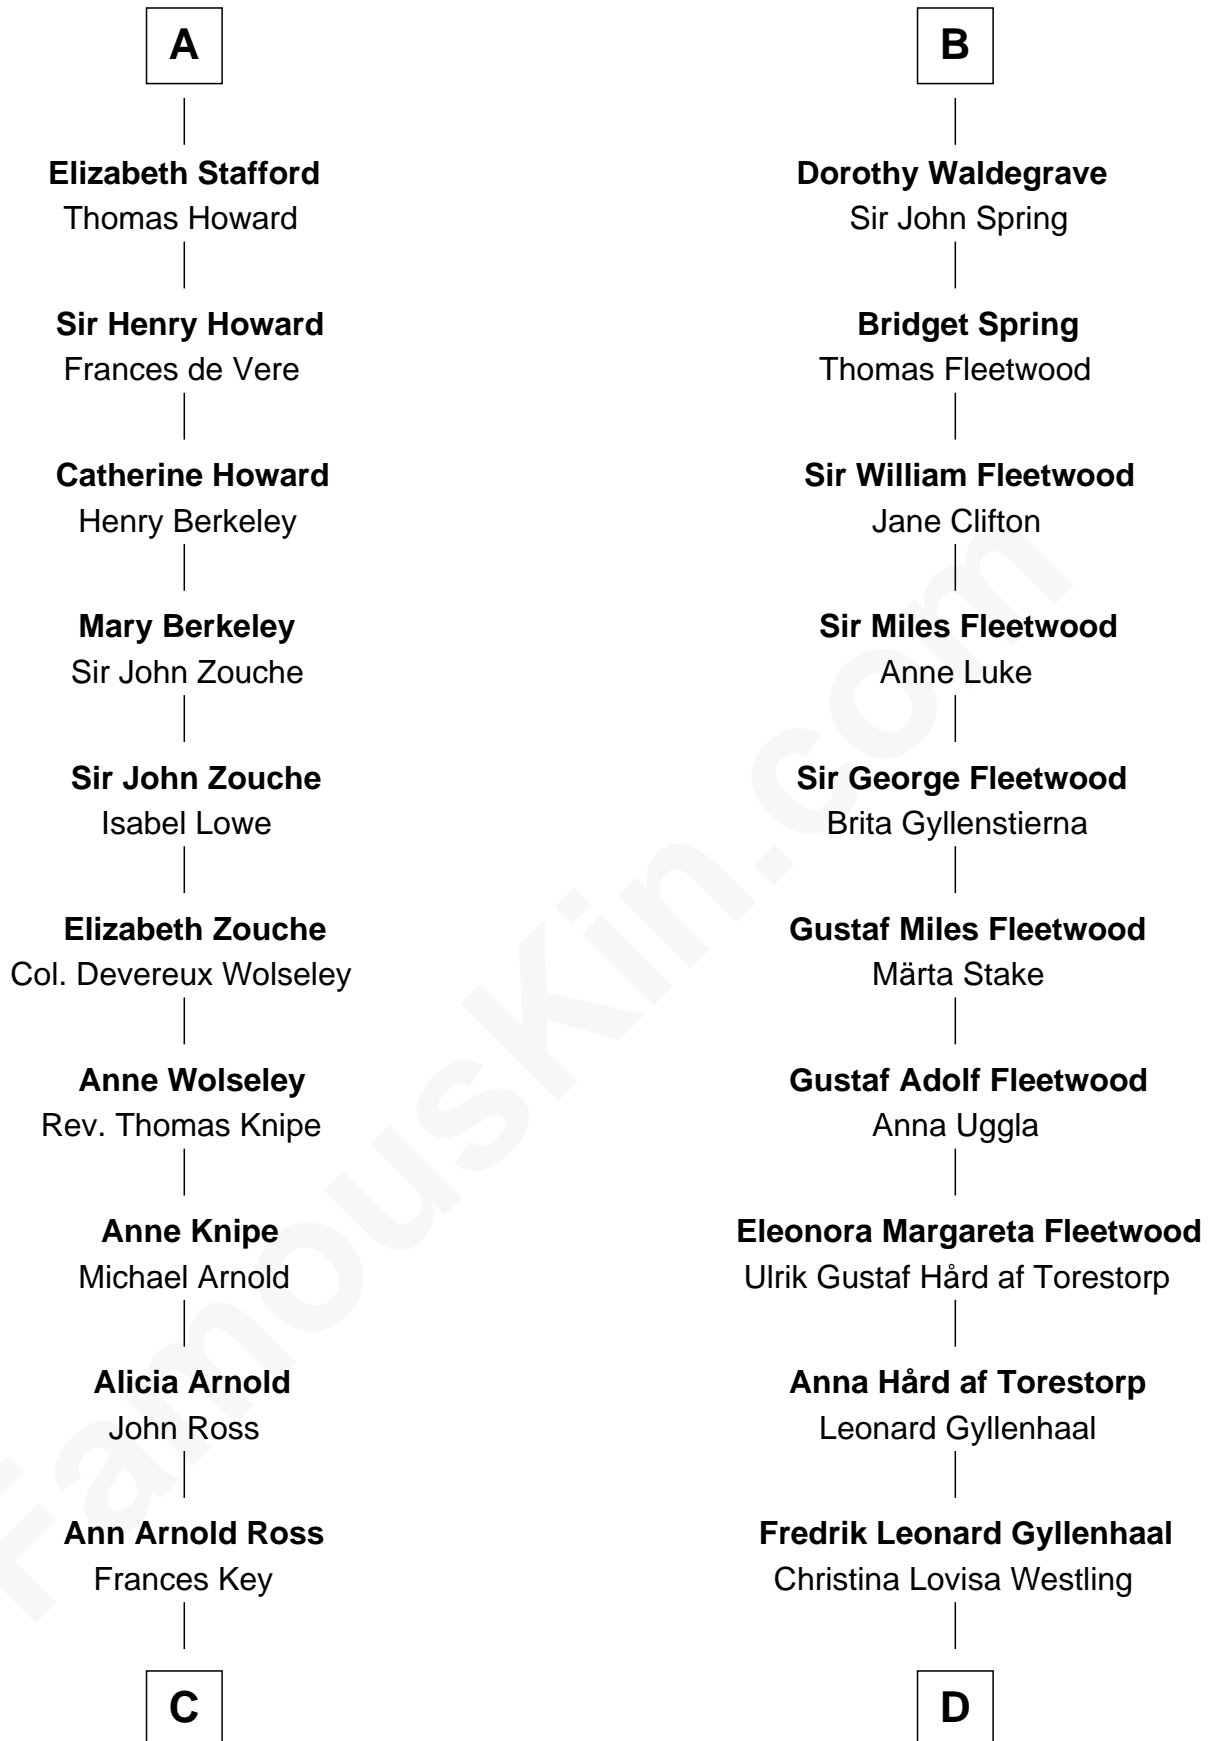 A
Elizabeth Stafford
Thomas Howard
Sir Henry Howard
Frances de Vere
Catherine Howard
Henry Berkeley
Mary Berkeley
Sir John Zouche
Sir John Zouche
Isabel Lowe
Elizabeth Zouche
Col. Devereux Wolseley
Anne Wolseley
Rev. Thomas Knipe
Anne Knipe
Michael Arnold
Alicia Arnold
John Ross
Ann Arnold Ross
Frances Key
C
B
Dorothy Waldegrave
Sir John Spring
Bridget Spring
Thomas Fleetwood
Sir William Fleetwood
Jane Clifton
Sir Miles Fleetwood
Anne Luke
Sir George Fleetwood
Brita Gyllenstierna
Gustaf Miles Fleetwood
Märta Stake
Gustaf Adolf Fleetwood
Anna Uggla
Eleonora Margareta Fleetwood
Ulrik Gustaf Hård af Torestorp
Anna Hård af Torestorp
Leonard Gyllenhaal
Fredrik Leonard Gyllenhaal
Christina Lovisa Westling
D
FamousKin.com